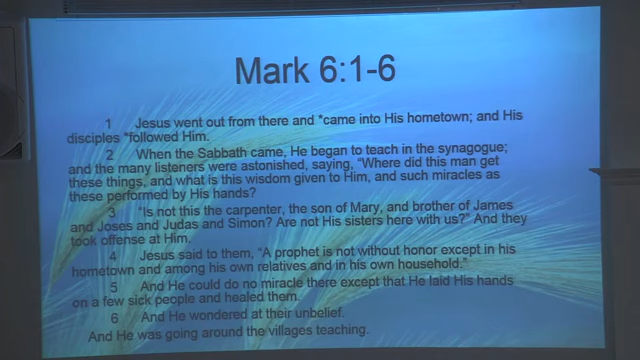 Mark 6:1-6
1 Jesus went out from there and *came into His hometown; and His
disciples *followed Him.
2 When the Sabbath came, He began to teach in the synagogue;
and the many listeners were astonished, saying, "Where did this man get
these things, and what is this wisdom given to Him, and such miracles as
these performed by His hands?
3 "Is not this the carpenter, the son of Mary, and brother of James
and Joses and Judas and Simon? Are not His sisters here with us?" And they
took offense at Him.
4 Jesus said to them, "A prophet is not without honor except in his
hometown and among his own relatives and in his own household."
5 And He could do no miracle there except that He laid His hands
on a few sick people and healed them.
6 And He wondered at their unbelief.
And He was going around the villages teaching.